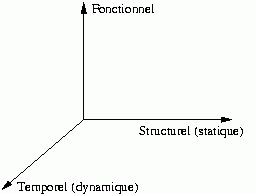 Fonctionnel
Structurel (statique)
Temporel (dynamique)